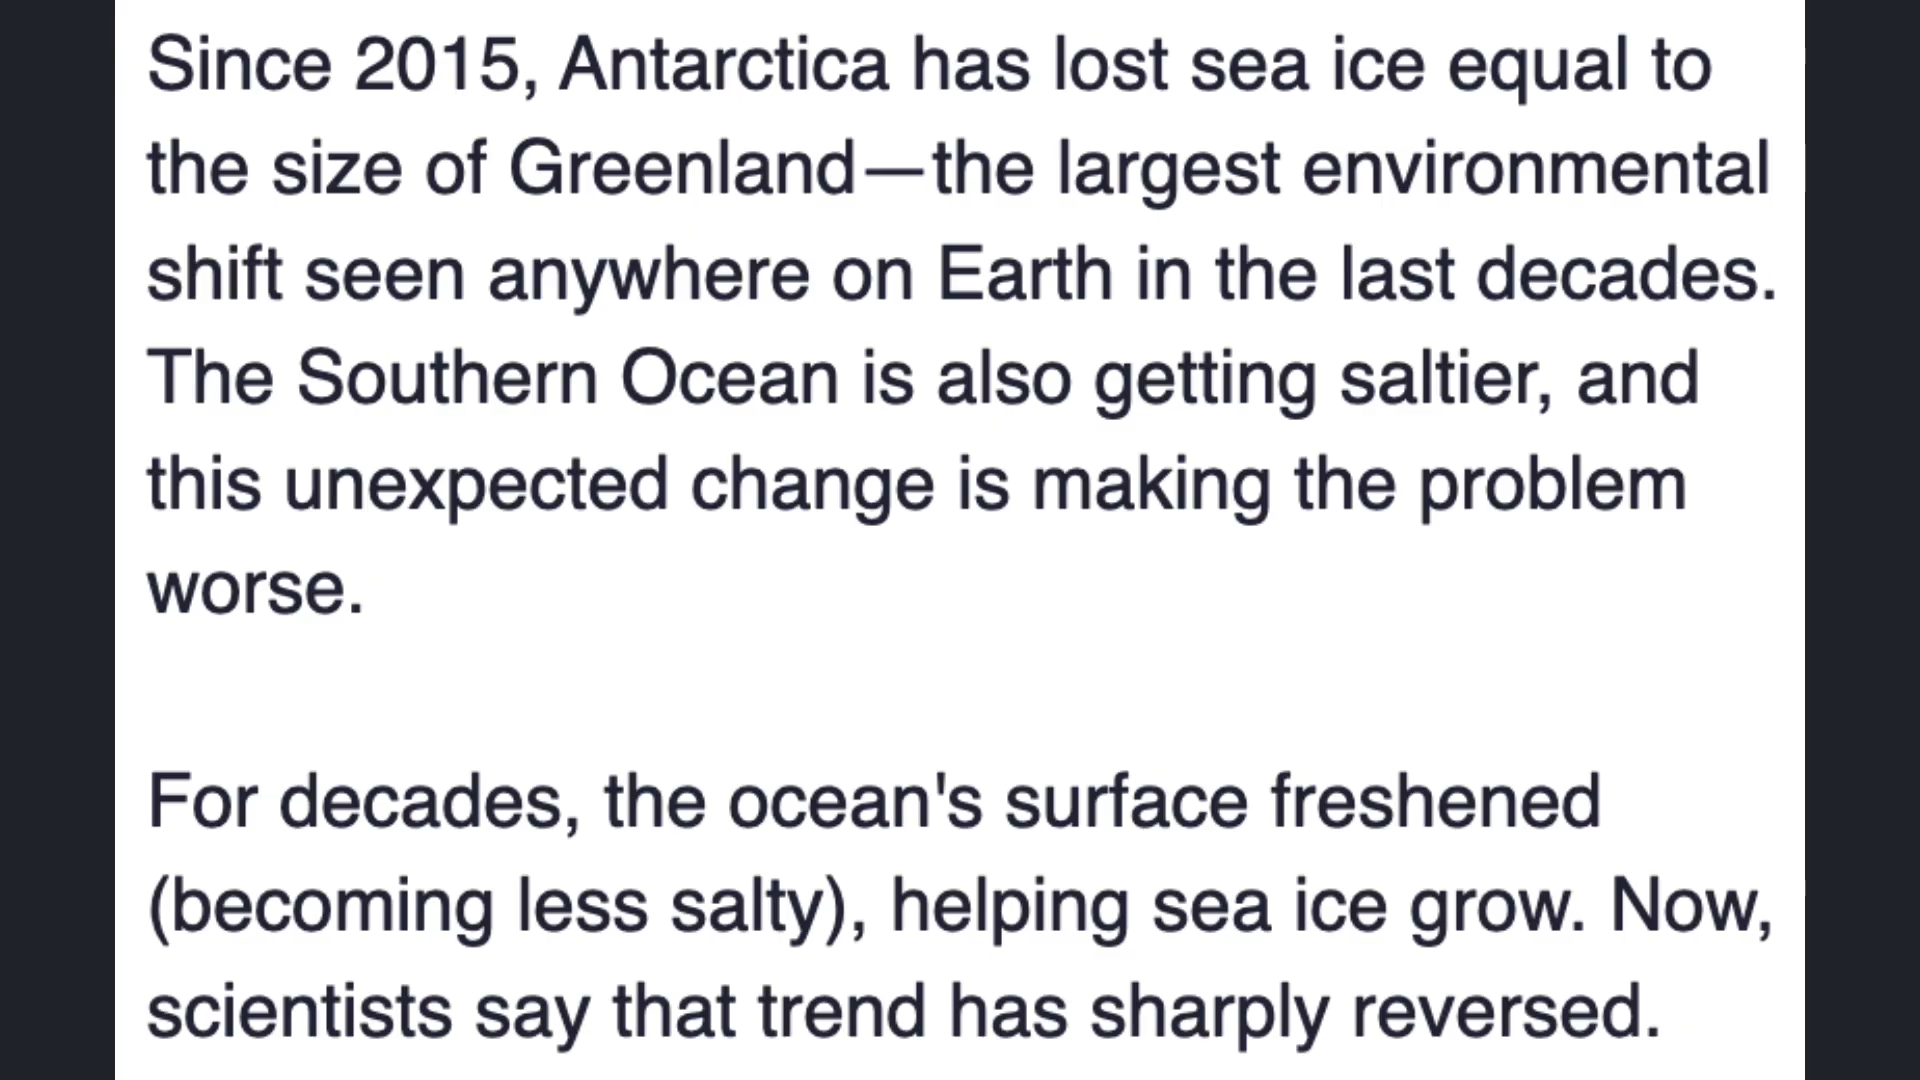 Since 2015, Antarctica has lost sea ice equal to
the size of Greenland—the largest environmental
shift seen anywhere on Earth in the last decades.
The Southern Ocean is also getting saltier, and
this unexpected change is making the problem
worse.
For decades, the ocean's surface freshened
(becoming less salty), helping sea ice grow. Now,
scientists say that trend has sharply reversed.